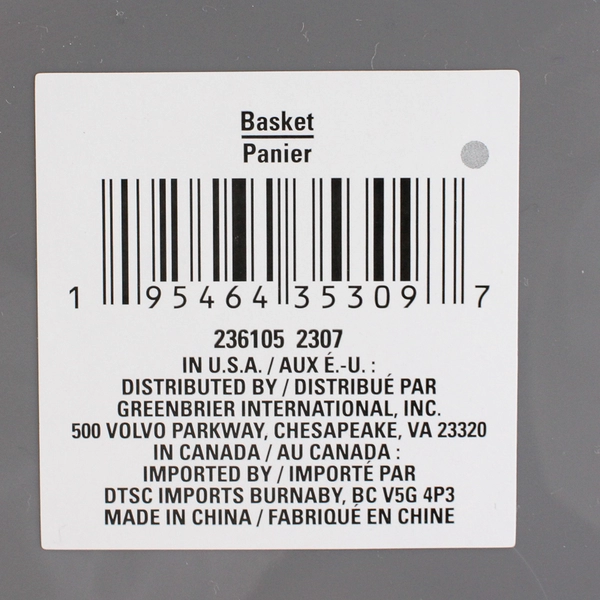 Basket
Panier
1 95464 35309 7
236105 2307
IN U.S.A. / AUX É.-U. :
DISTRIBUTED BY / DISTRIBUÉ PAR
GREENBRIER INTERNATIONAL, INC.
500 VOLVO PARKWAY, CHESAPEAKE, VA 23320
IN CANADA / AU CANADA :
IMPORTED BY / IMPORTÉ PAR
DTSC IMPORTS BURNABY, BC V5G 4P3
MADE IN CHINA / FABRIQUÉ EN CHINE